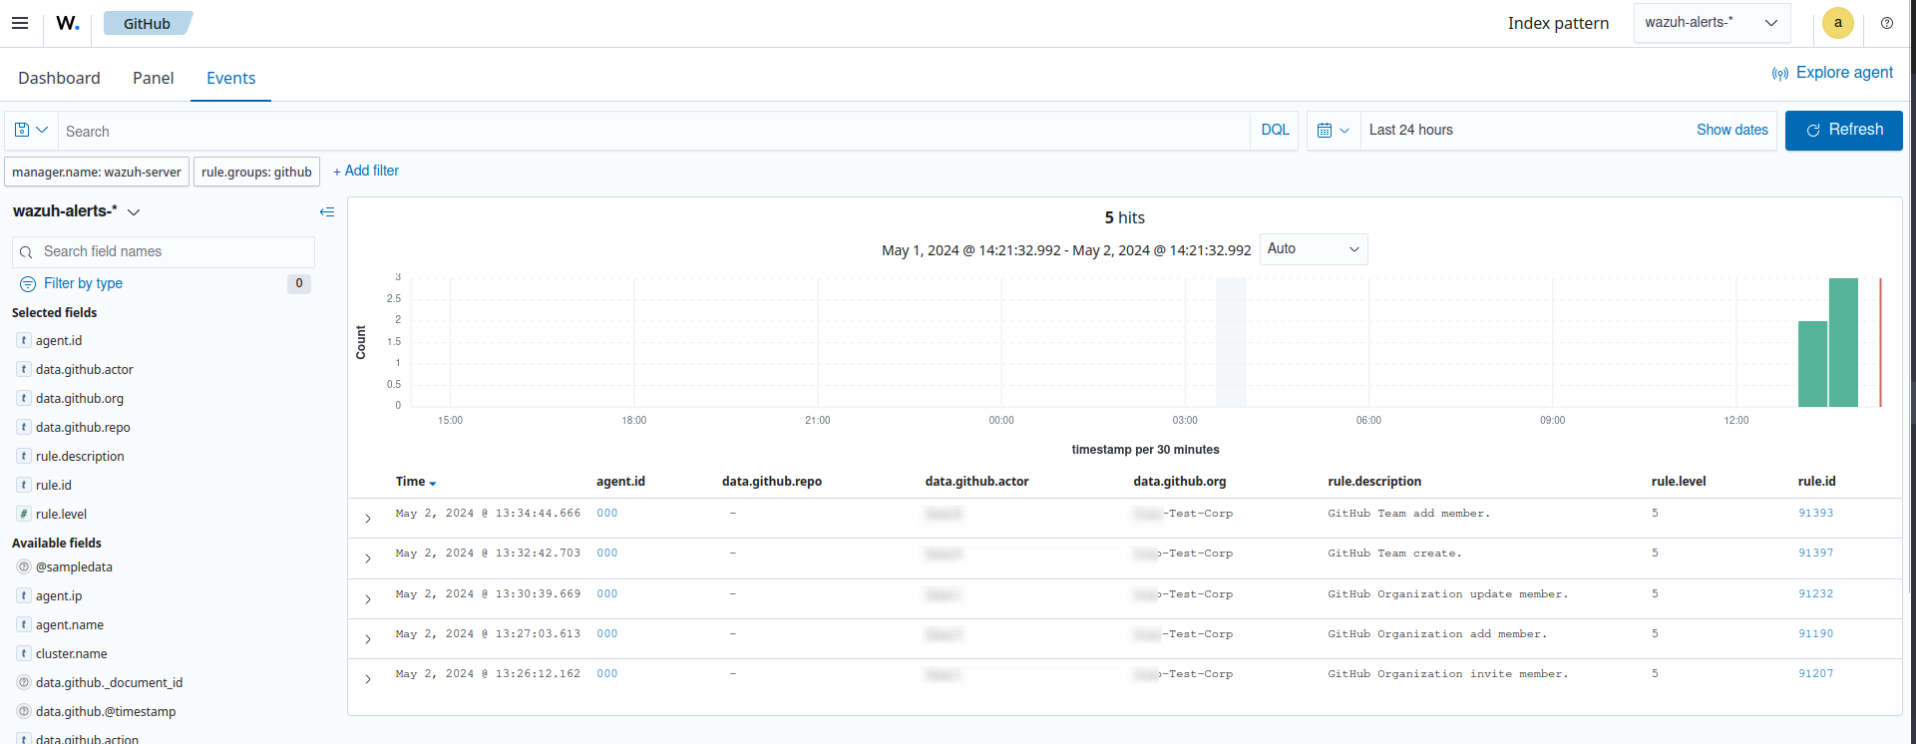 W. GitHub Index pattern wazuh-alerts-* a
Dashboard Panel Events Explore agent
Search DQL Last 24 hours Show dates Refresh
manager.name: wazuh-server rule.groups: github + Add filter
wazuh-alerts-*
Search field names
Filter by type 0
Selected fields
t agent.id
t data.github.actor
t data.github.org
t data.github.repo
t rule.description
t rule.id
# rule.level
Available fields
@sampledata
t agent.ip
t agent.name
t cluster.name
data.github._document_id
data.github.@timestamp
t data.github.action
5 hits
May 1, 2024 @ 14:21:32.992 - May 2, 2024 @ 14:21:32.992 Auto
Count
3
2.5
2
1.5
1
0.5
0
15:00 18:00 21:00 00:00 03:00 06:00 09:00 12:00
timestamp per 30 minutes
Time agent.id data.github.repo data.github.actor data.github.org rule.description rule.level rule.id
May 2, 2024 @ 13:34:44.666 000 - -Test-Corp GitHub Team add member. 5 91393
May 2, 2024 @ 13:32:42.703 000 - -Test-Corp GitHub Team create. 5 91397
May 2, 2024 @ 13:30:39.669 000 - -Test-Corp GitHub Organization update member. 5 91232
May 2, 2024 @ 13:27:03.613 000 - -Test-Corp GitHub Organization add member. 5 91190
May 2, 2024 @ 13:26:12.162 000 - -Test-Corp GitHub Organization invite member. 5 91207